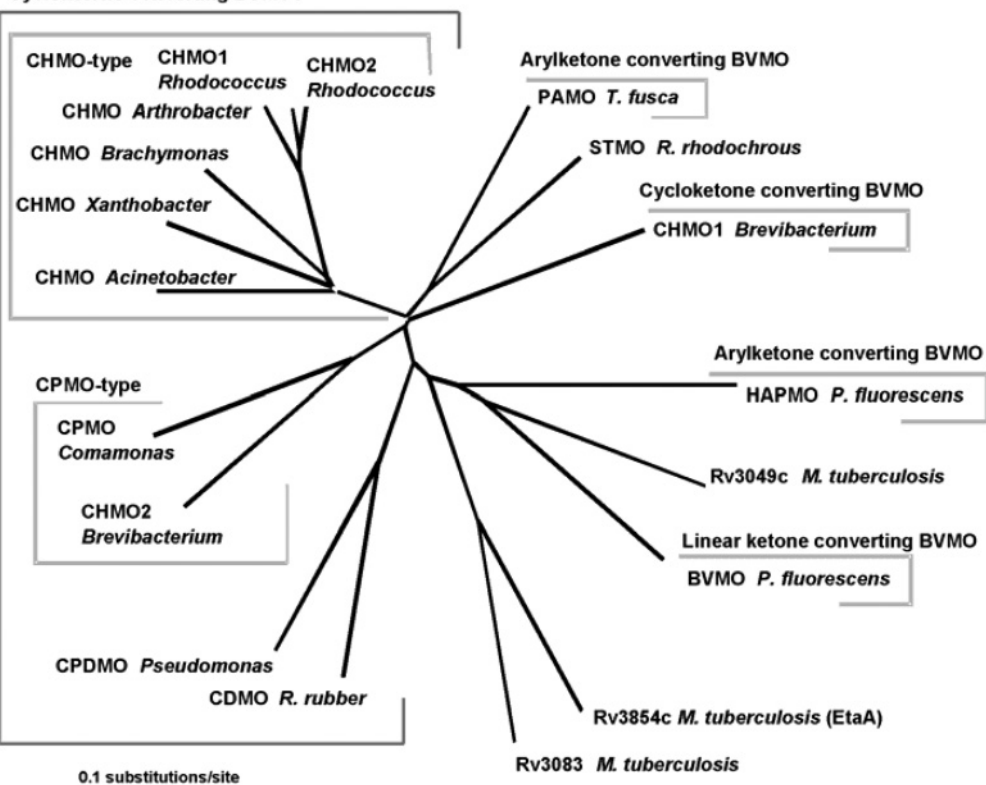 CHMO-type
CHMO1
Rhodococcus
CHMO2
Rhodococcus
CHMO Arthrobacter
CHMO Brachymonas
CHMO Xanthobacter
CHMO Acinetobacter
Arylketone converting BVMO
PAMO T. fusca
STMO R. rhodochrous
Cycloketone converting BVMO
CHMO1 Brevibacterium
Arylketone converting BVMO
HAPMO P. fluorescens
Rv3049c M. tuberculosis
Linear ketone converting BVMO
BVMO P. fluorescens
CPMO-type
CPMO
Comamonas
CHMO2
Brevibacterium
CPDMO Pseudomonas
CDMO R. rubber
Rv3854c M. tuberculosis (EtaA)
Rv3083 M. tuberculosis
0.1 substitutions/site